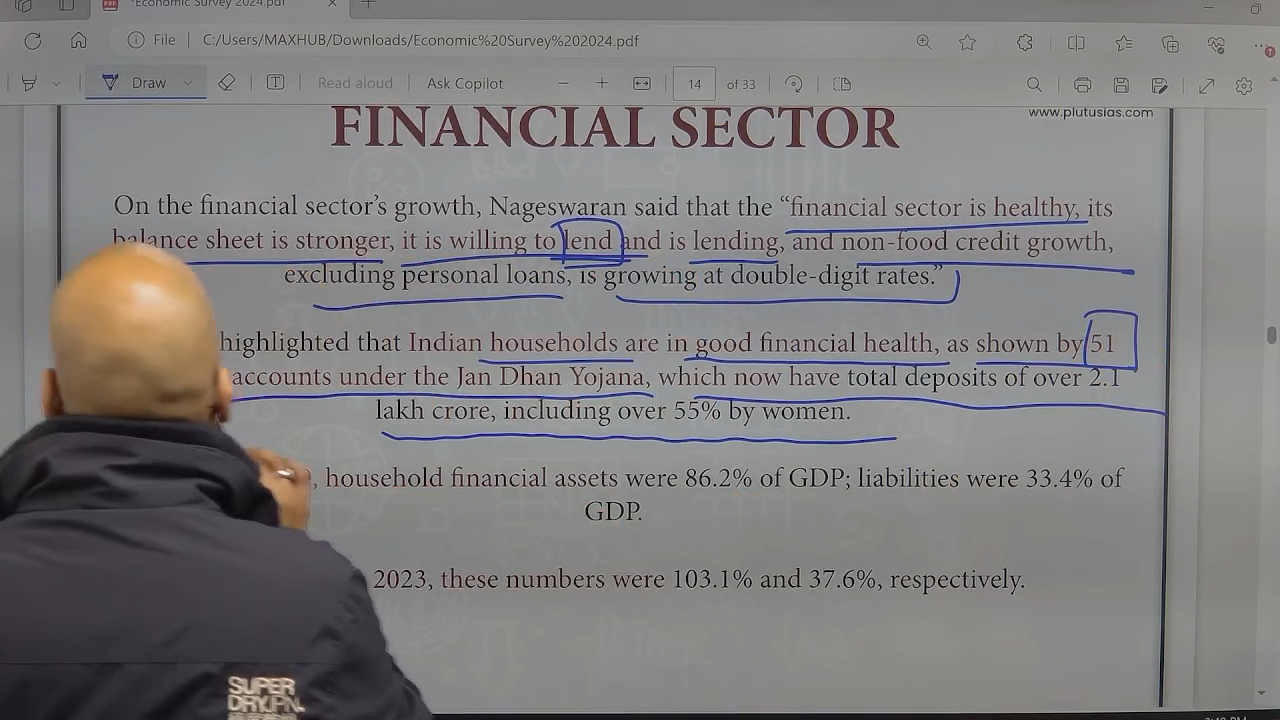 *Economic Survey 2024.pdf
File C:/Users/MAXHUB/Downloads/Economic%20Survey%202024.pdf
Draw Read aloud Ask Copilot 14 of 33
FINANCIAL SECTOR
www.plutusias.com
On the financial sector's growth, Nageswaran said that the “financial sector is healthy, its
balance sheet is stronger, it is willing to lend and is lending, and non-food credit growth,
excluding personal loans, is growing at double-digit rates.”
highlighted that Indian households are in good financial health, as shown by 51
accounts under the Jan Dhan Yojana, which now have total deposits of over 2.1
lakh crore, including over 55% by women.
, household financial assets were 86.2% of GDP; liabilities were 33.4% of
GDP.
2023, these numbers were 103.1% and 37.6%, respectively.
SUPER
DRY.JPN.